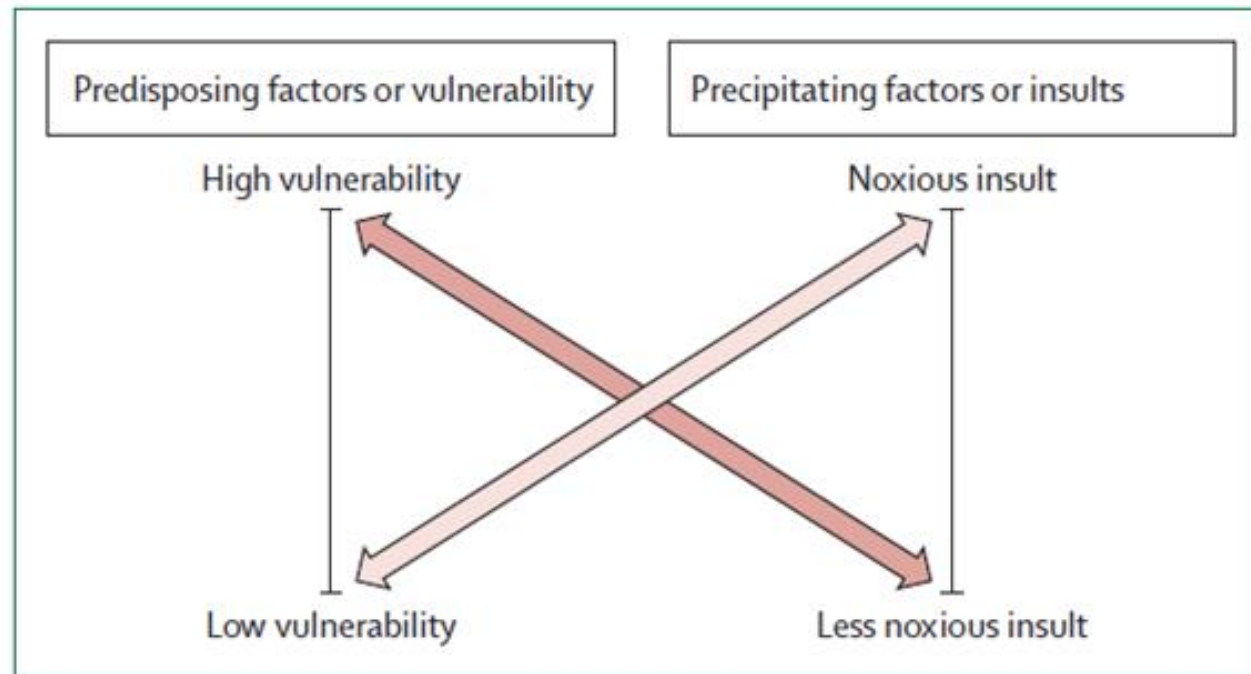 Predisposing factors or vulnerability
Precipitating factors or insults
High vulnerability
Noxious insult
Low vulnerability
Less noxious insult